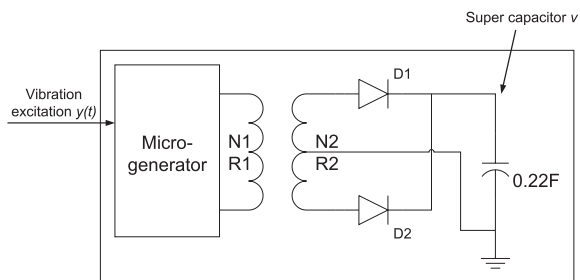 Super capacitor v
Vibration
excitation y(t)
Micro-
generator
N1
R1
N2
R2
D1
D2
0.22F